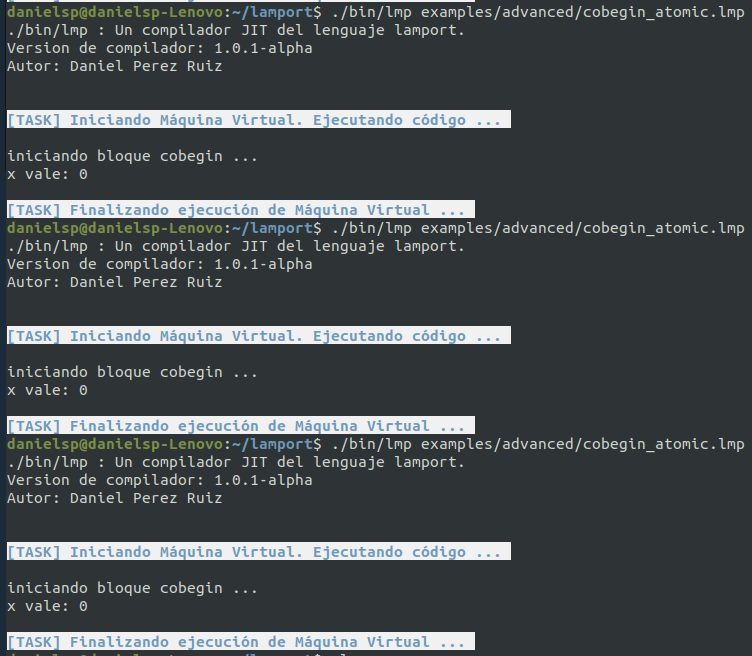 danielsp@danielsp-Lenovo:~/lamport$ ./bin/lmp examples/advanced/cobegin_atomic.lmp
./bin/lmp : Un compilador JIT del lenguaje lamport.
Version de compilador: 1.0.1-alpha
Autor: Daniel Perez Ruiz
[TASK] Iniciando Máquina Virtual. Ejecutando código ...
iniciando bloque cobegin ...
x vale: 0
[TASK] Finalizando ejecución de Máquina Virtual ...
danielsp@danielsp-Lenovo:~/lamport$ ./bin/lmp examples/advanced/cobegin_atomic.lmp
./bin/lmp : Un compilador JIT del lenguaje lamport.
Version de compilador: 1.0.1-alpha
Autor: Daniel Perez Ruiz
[TASK] Iniciando Máquina Virtual. Ejecutando código ...
iniciando bloque cobegin ...
x vale: 0
[TASK] Finalizando ejecución de Máquina Virtual ...
danielsp@danielsp-Lenovo:~/lamport$ ./bin/lmp examples/advanced/cobegin_atomic.lmp
./bin/lmp : Un compilador JIT del lenguaje lamport.
Version de compilador: 1.0.1-alpha
Autor: Daniel Perez Ruiz
[TASK] Iniciando Máquina Virtual. Ejecutando código ...
iniciando bloque cobegin ...
x vale: 0
[TASK] Finalizando ejecución de Máquina Virtual ...